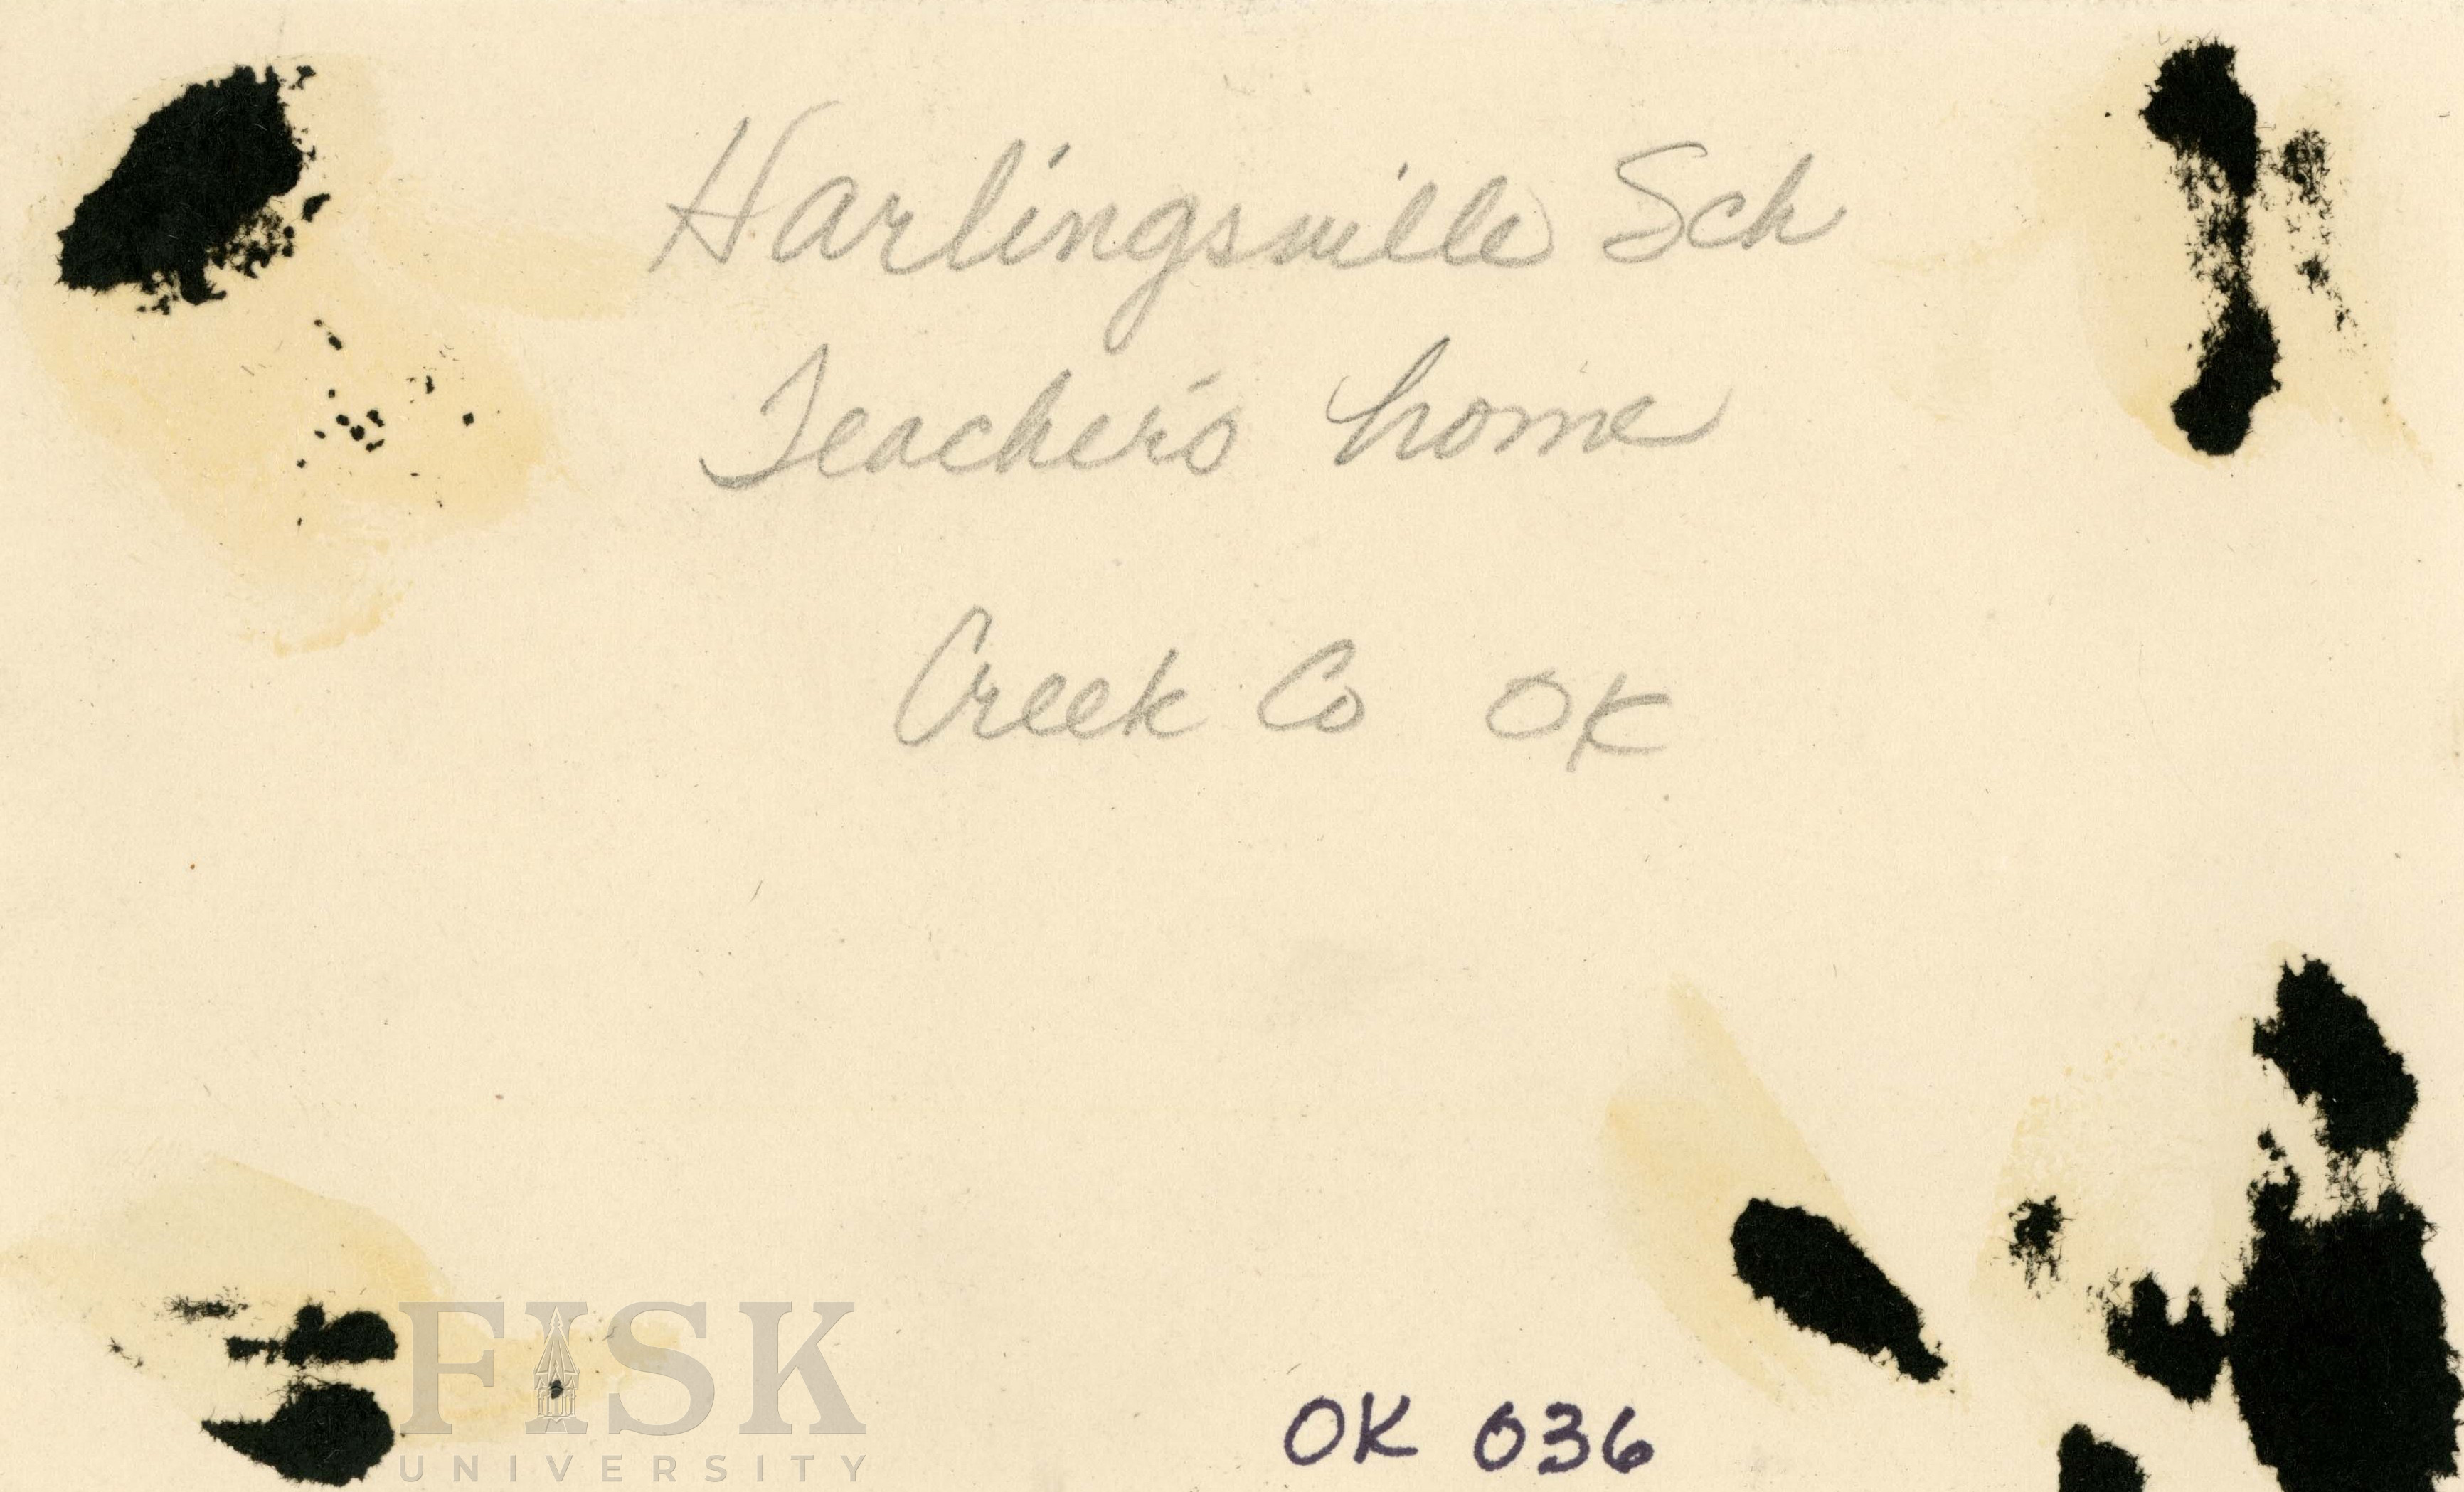 Harlingsville Sch
Teacher's home
Creek Co OK
FISK
UNIVERSITY
OK 036